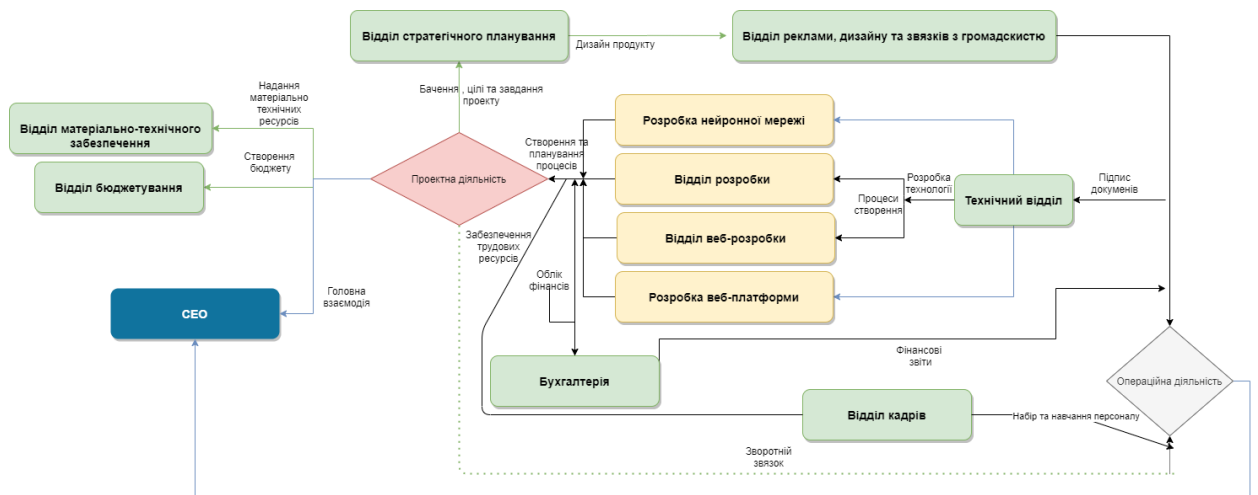 Відділ стратегічного планування
Дизайн продукту
Відділ реклами, дизайну та звязків з громадскистю
Надання
матеріально
технічних
ресурсів
Бачення , цілі та завдання
проекту
Відділ матеріально-технічного
забезпечення
Розробка нейронної мережі
Створення
бюджету
Створення та
планування
процесів
Відділ бюджетування
Проектна діяльність
Відділ розробки
Розробка
технології
Процеси
створення
Технічний відділ
Підпис
документів
Забезпечення
трудових
ресурсів
Відділ веб-розробки
Облік
фінансів
Розробка веб-платформи
Головна
взаємодія
CEO
Фінансові
звіти
Бухгалтерія
Операційна діяльність
Відділ кадрів
Набір та навчання персоналу
Зворотній
звязок